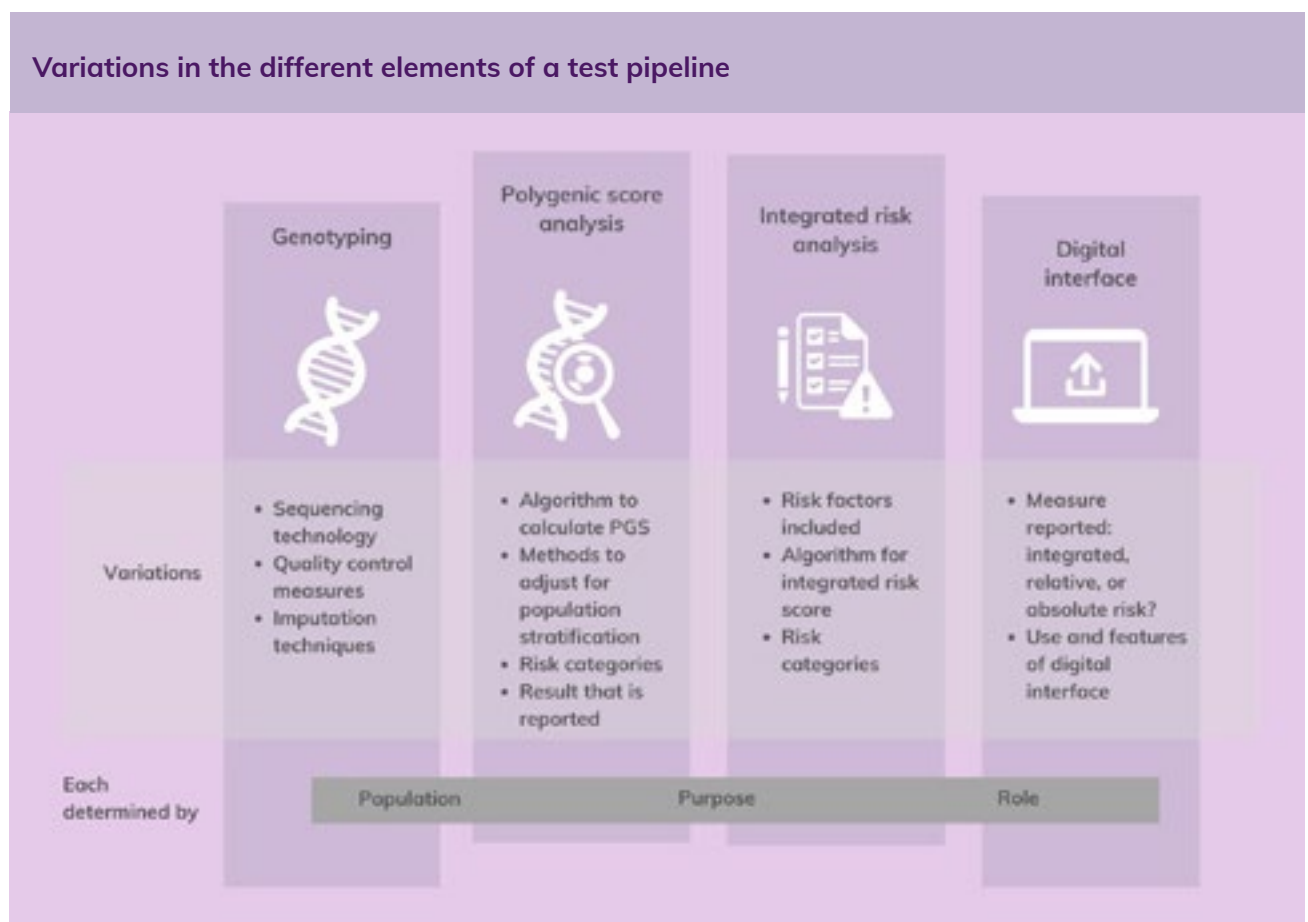 Variations in the different elements of a test pipeline
Genotyping
Polygenic score
analysis
Integrated risk
analysis
Digital
interface
Variations
• Sequencing
technology
• Quality control
measures
• Imputation
techniques
• Algorithm to
calculate PGS
• Methods to
adjust for
population
stratification
• Risk categories
• Result that is
reported
• Risk factors
included
• Algorithm for
integrated risk
score
• Risk
categories
• Measure
reported:
integrated,
relative, or
absolute risk?
• Use and features
of digital
interface
Each
determined by
Population
Purpose
Role